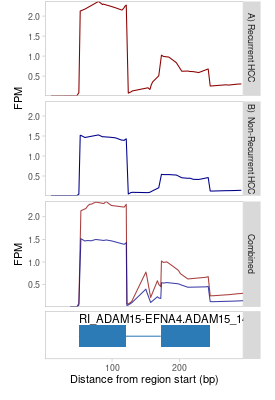 2.0
1.5
1.0
0.5
A) Recurrent HCC
FPM
2.0
1.5
1.0
0.5
B) Non-Recurrent HCC
2.0
1.5
1.0
0.5
Combined
FPM
RI_ADAM15-EFNA4.ADAM15_1
100 200
Distance from region start (bp)